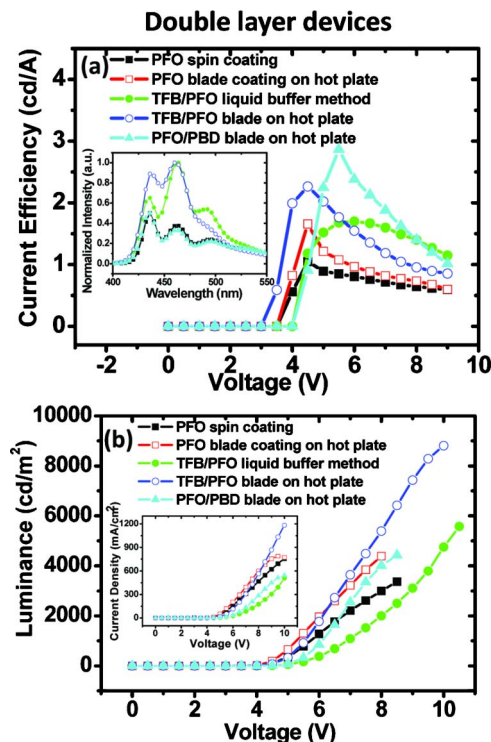 Double layer devices
(a)
PFO spin coating
PFO blade coating on hot plate
TFB/PFO liquid buffer method
TFB/PFO blade on hot plate
PFO/PBD blade on hot plate
Current Efficiency (cd/A)
4
3
2
1
0
Normalized Intensity (a.u.)
1.0
0.8
0.6
0.4
0.2
0.0
400 450 500 550
Wavelength (nm)
-2 0 2 4 6 8 10
Voltage (V)
(b)
PFO spin coating
PFO blade coating on hot plate
TFB/PFO liquid buffer method
TFB/PFO blade on hot plate
PFO/PBD blade on hot plate
Luminance (cd/m²)
10000
8000
6000
4000
2000
0
Current Density (mA/cm²)
1200
900
600
300
0
0 2 4 6 8 10
Voltage (V)
0 2 4 6 8 10
Voltage (V)